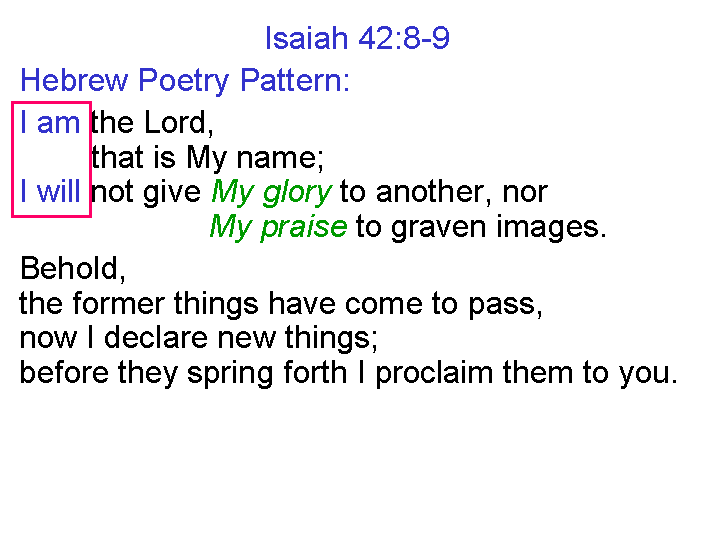 Isaiah 42:8-9
Hebrew Poetry Pattern:
I am the Lord,
that is My name;
I will not give My glory to another, nor
My praise to graven images.
Behold,
the former things have come to pass,
now I declare new things;
before they spring forth I proclaim them to you.